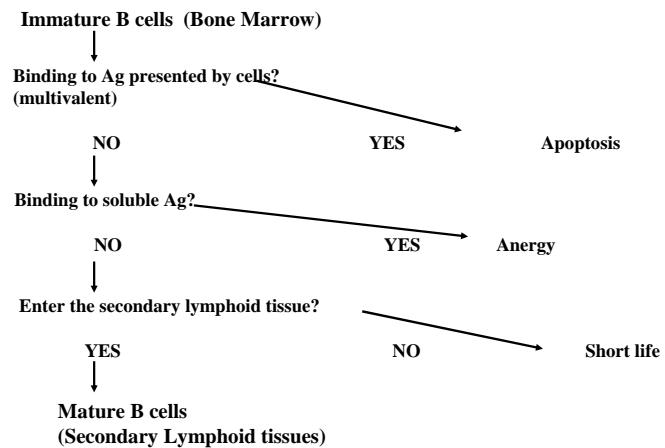 Immature B cells (Bone Marrow)
Binding to Ag presented by cells?
(multivalent)
NO YES Apoptosis
Binding to soluble Ag?
NO YES Anergy
Enter the secondary lymphoid tissue?
YES NO Short life
Mature B cells
(Secondary Lymphoid tissues)